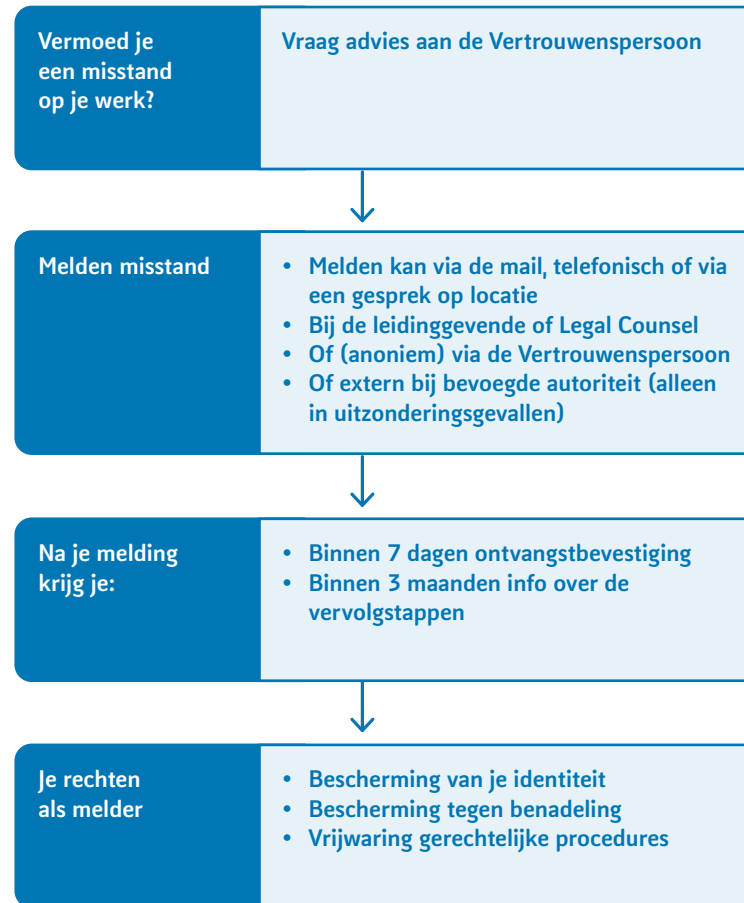 Vermoed je
een misstand
op je werk?
Vraag advies aan de Vertrouwenspersoon
Melden misstand
• Melden kan via de mail, telefonisch of via
een gesprek op locatie
• Bij de leidinggevende of Legal Counsel
• Of (anoniem) via de Vertrouwenspersoon
• Of extern bij bevoegde autoriteit (alleen
in uitzonderingsgevallen)
Na je melding
krijg je:
• Binnen 7 dagen ontvangstbevestiging
• Binnen 3 maanden info over de
vervolgstappen
Je rechten
als melder
• Bescherming van je identiteit
• Bescherming tegen benadeling
• Vrijwaring gerechtelijke procedures